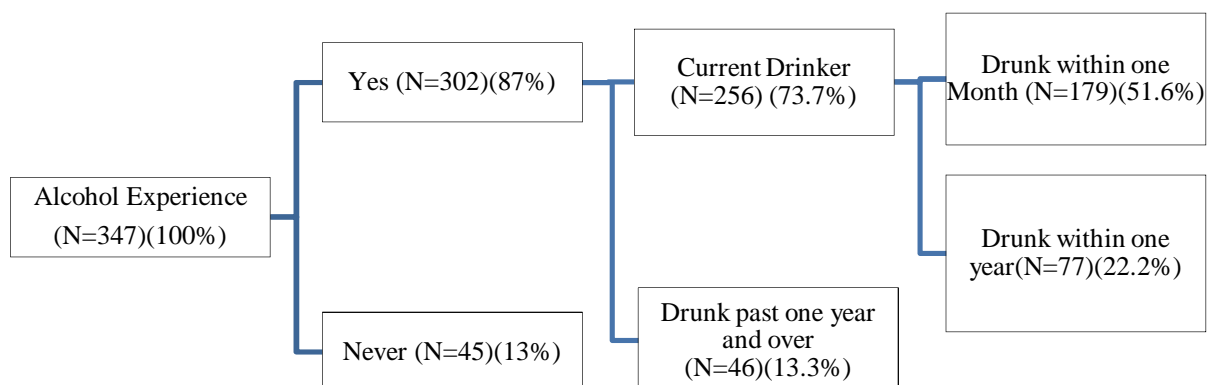 Alcohol Experience
(N=347)(100%)
Yes (N=302)(87%)
Never (N=45)(13%)
Current Drinker
(N=256) (73.7%)
Drunk past one year
and over
(N=46)(13.3%)
Drunk within one
Month (N=179)(51.6%)
Drunk within one
year(N=77)(22.2%)